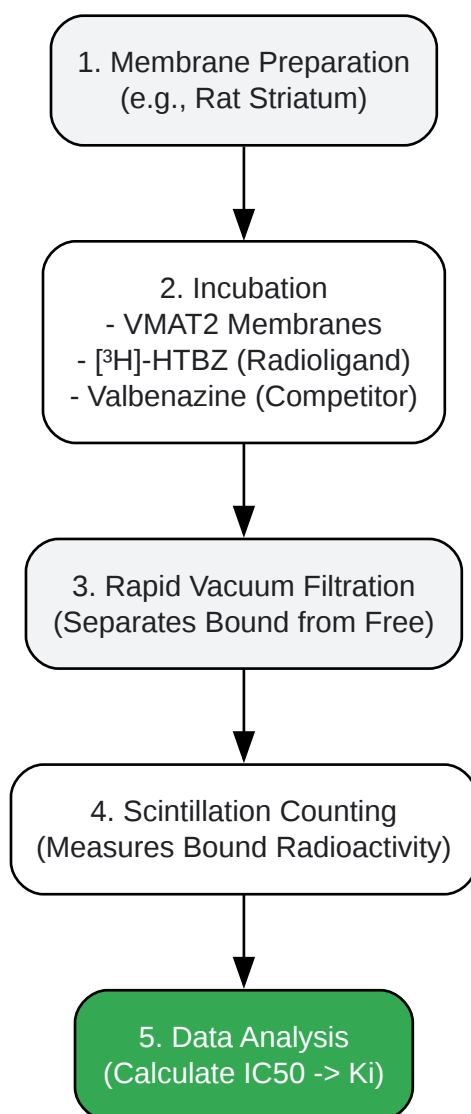 1. Membrane Preparation
(e.g., Rat Striatum)
2. Incubation
- VMAT2 Membranes
- [³H]-HTBZ (Radioligand)
- Valbenazine (Competitor)
3. Rapid Vacuum Filtration
(Separates Bound from Free)
4. Scintillation Counting
(Measures Bound Radioactivity)
5. Data Analysis
(Calculate IC50 -> Ki)